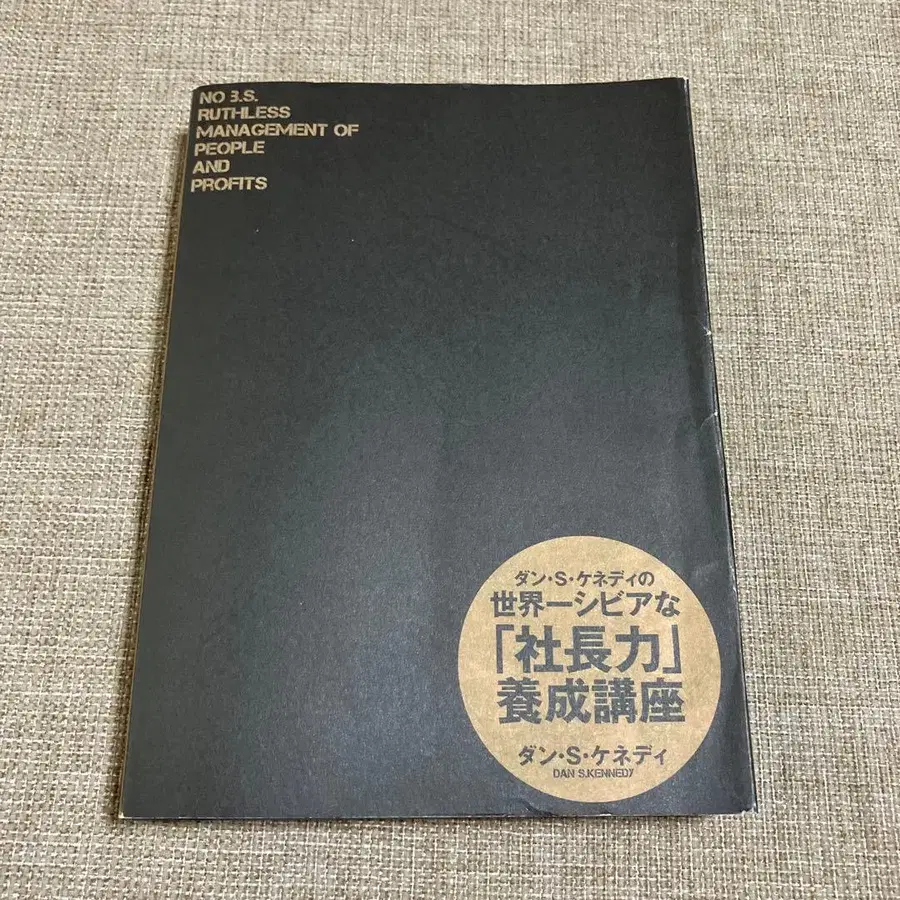 NO B.S.
RUTHLESS
MANAGEMENT OF
PEOPLE
AND
PROFITS
ダン・S・ケネディの
世界一シビアな
「社長力」
養成講座
ダン・S・ケネディ
DAN S.KENNEDY